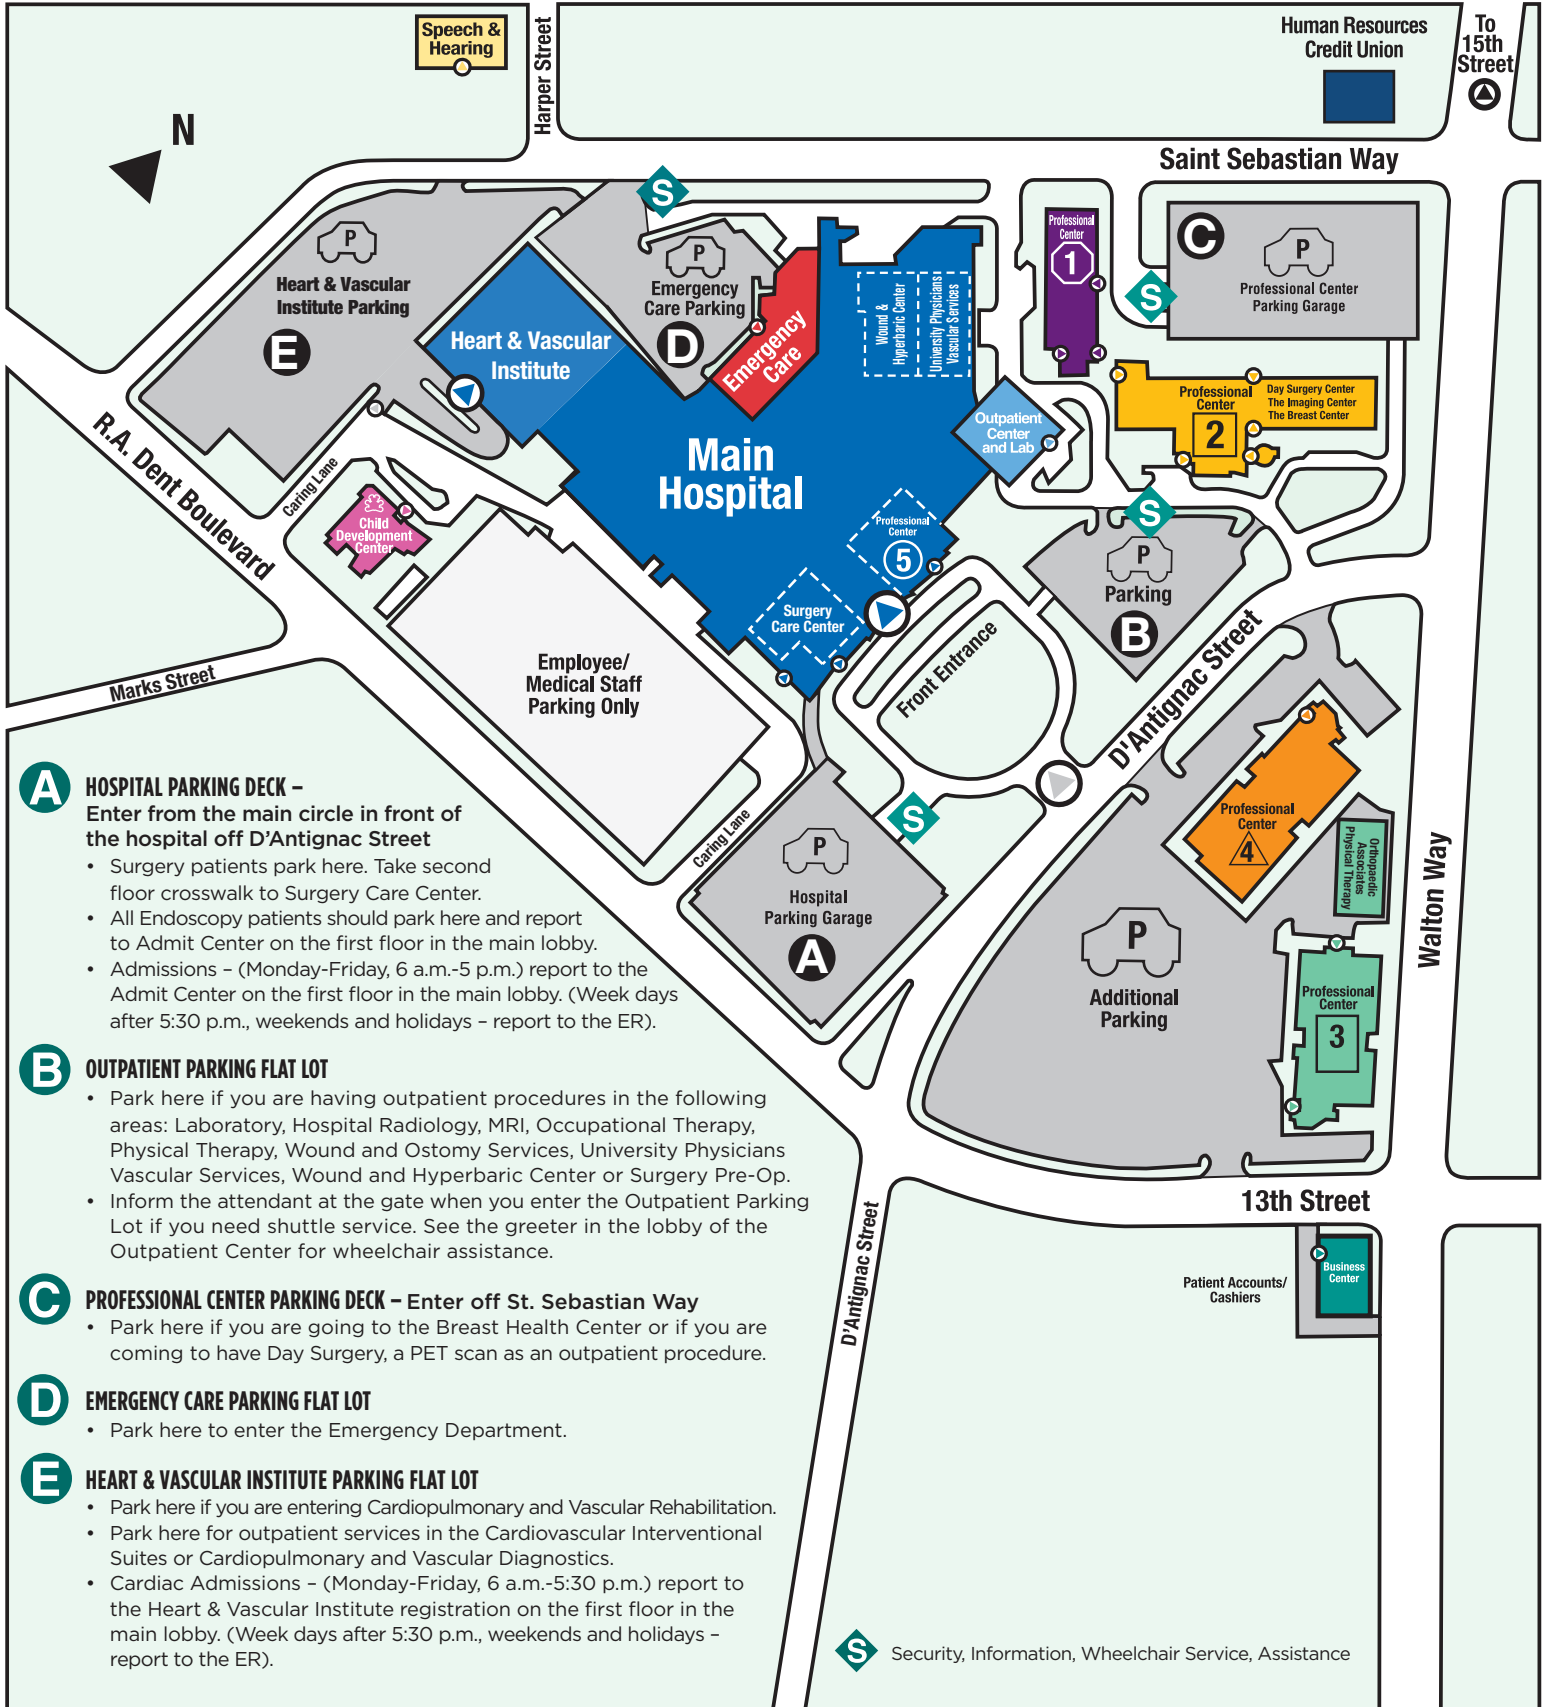 Speech &
Hearing
Harper Street
Human Resources
Credit Union
To
15th
Street
N
Saint Sebastian Way
S
P
Heart & Vascular
Institute Parking
E
P
Emergency
Care Parking
D
Emergency
Care
Heart & Vascular
Institute
Wound &
Hyperbaric Center
University Physicians
Vascular Services
Professional
Center
1
S
C
P
Professional Center
Parking Garage
Professional
Center
2
Day Surgery Center
The Imaging Center
The Breast Center
Outpatient
Center
and Lab
Main
Hospital
R.A. Dent Boulevard
Caring Lane
Child
Development
Center
Professional
Center
5
S
P
Parking
B
Surgery
Care Center
Front Entrance
D'Antignac Street
Employee/
Medical Staff
Parking Only
Marks Street
Professional
Center
4
Orthopaedic
Associates
Physical Therapy
Walton Way
S
Caring Lane
P
Hospital
Parking Garage
A
P
Additional
Parking
Professional
Center
3
13th Street
D'Antignac Street
Patient Accounts/
Cashiers
Business
Center
A
HOSPITAL PARKING DECK –
Enter from the main circle in front of
the hospital off D’Antignac Street
• Surgery patients park here. Take second
floor crosswalk to Surgery Care Center.
• All Endoscopy patients should park here and report
to Admit Center on the first floor in the main lobby.
• Admissions – (Monday-Friday, 6 a.m.-5 p.m.) report to the
Admit Center on the first floor in the main lobby. (Week days
after 5:30 p.m., weekends and holidays – report to the ER).
B
OUTPATIENT PARKING FLAT LOT
• Park here if you are having outpatient procedures in the following
areas: Laboratory, Hospital Radiology, MRI, Occupational Therapy,
Physical Therapy, Wound and Ostomy Services, University Physicians
Vascular Services, Wound and Hyperbaric Center or Surgery Pre-Op.
• Inform the attendant at the gate when you enter the Outpatient Parking
Lot if you need shuttle service. See the greeter in the lobby of the
Outpatient Center for wheelchair assistance.
C
PROFESSIONAL CENTER PARKING DECK – Enter off St. Sebastian Way
• Park here if you are going to the Breast Health Center or if you are
coming to have Day Surgery, a PET scan as an outpatient procedure.
D
EMERGENCY CARE PARKING FLAT LOT
• Park here to enter the Emergency Department.
E
HEART & VASCULAR INSTITUTE PARKING FLAT LOT
• Park here if you are entering Cardiopulmonary and Vascular Rehabilitation.
• Park here for outpatient services in the Cardiovascular Interventional
Suites or Cardiopulmonary and Vascular Diagnostics.
• Cardiac Admissions – (Monday-Friday, 6 a.m.-5:30 p.m.) report to
the Heart & Vascular Institute registration on the first floor in the
main lobby. (Week days after 5:30 p.m., weekends and holidays –
report to the ER).
S
Security, Information, Wheelchair Service, Assistance